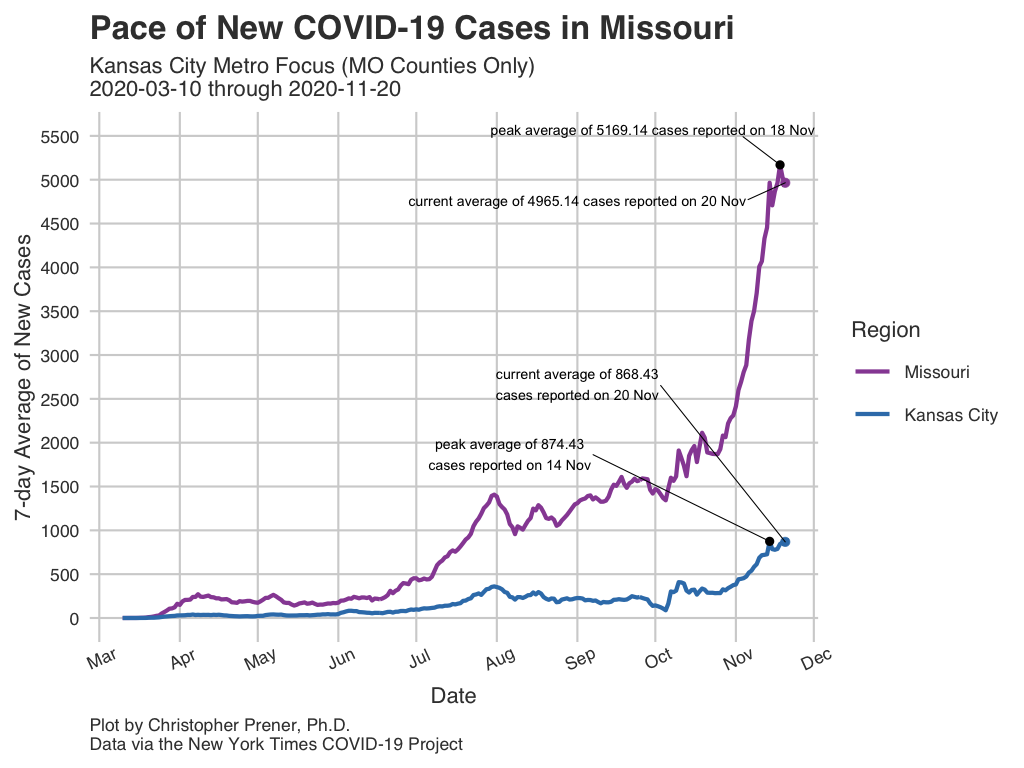 Pace of New COVID-19 Cases in Missouri
Kansas City Metro Focus (MO Counties Only)
2020-03-10 through 2020-11-20
7-day Average of New Cases
5500
5000
4500
4000
3500
3000
2500
2000
1500
1000
500
0
peak average of 5169.14 cases reported on 18 Nov
current average of 4965.14 cases reported on 20 Nov
current average of 868.43
cases reported on 20 Nov
peak average of 874.43
cases reported on 14 Nov
Mar Apr May Jun Jul Aug Sep Oct Nov Dec
Date
Region
Missouri
Kansas City
Plot by Christopher Prener, Ph.D.
Data via the New York Times COVID-19 Project